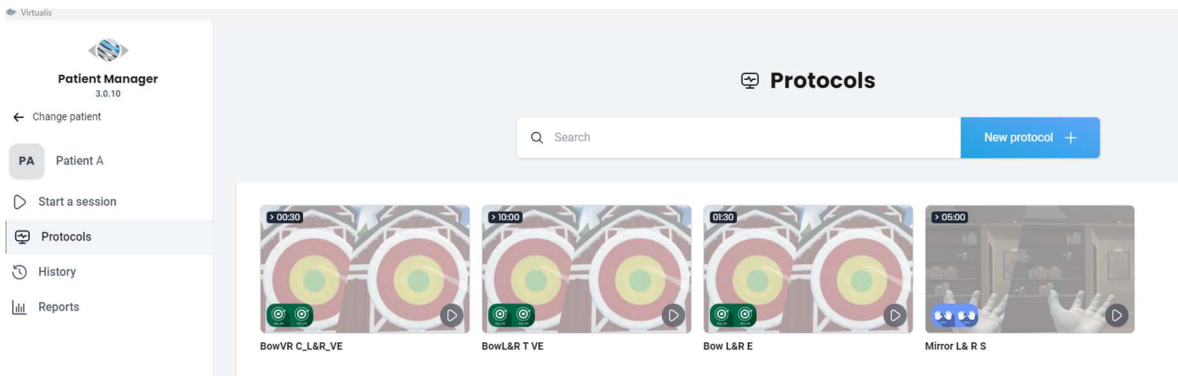 Virtualis
Patient Manager
3.0.10
Change patient
PA Patient A
Start a session
Protocols
History
Reports
Protocols
Search
New protocol
> 00:30
> 10:00
01:30
> 05:00
BowVR C_L&R_VE
BowL&R T VE
Bow L&R E
Mirror L& R S